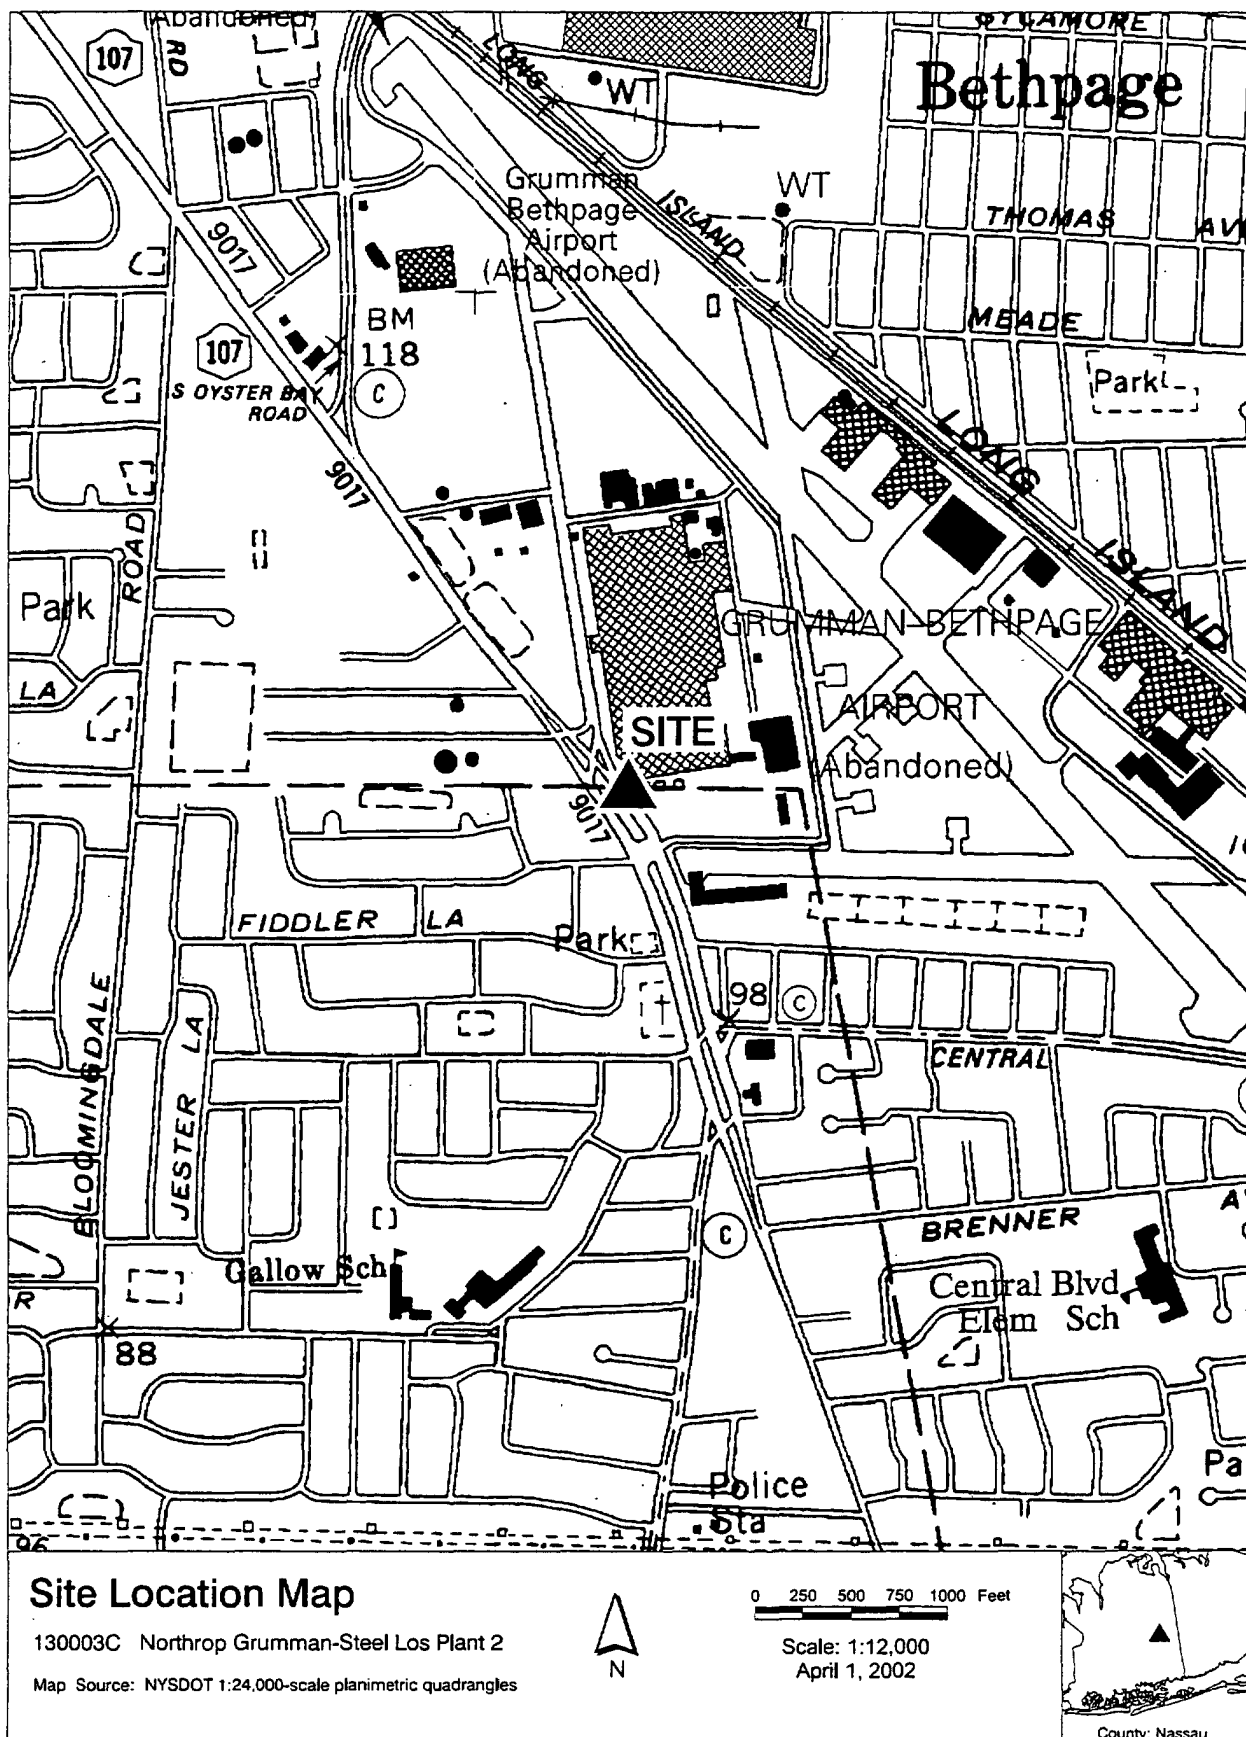 (Abandoned)
SYCAMORE
107
RD
LONG
WT
Bethpage
Grumman
Bethpage
Airport
(Abandoned)
WT
ISLAND
THOMAS
9017
BM
118
MEADE
107
S OYSTER BAY
ROAD
C
Park
LONG
9017
ISLAND
ROAD
Park
GRUMMAN-BETHPAGE
LA
AIRPORT
SITE
(Abandoned)
9017
FIDDLER LA
Park
98
C
BLOOMINGDALE
JESTER LA
CENTRAL
BRENNER
C
Gallow Sch
Central Blvd
Elem Sch
R
88
Police
Sta
96
Site Location Map
130003C Northrop Grumman-Steel Los Plant 2
Map Source: NYSDOT 1:24,000-scale planimetric quadrangles
N
0 250 500 750 1000 Feet
Scale: 1:12,000
April 1, 2002
County: Nassau